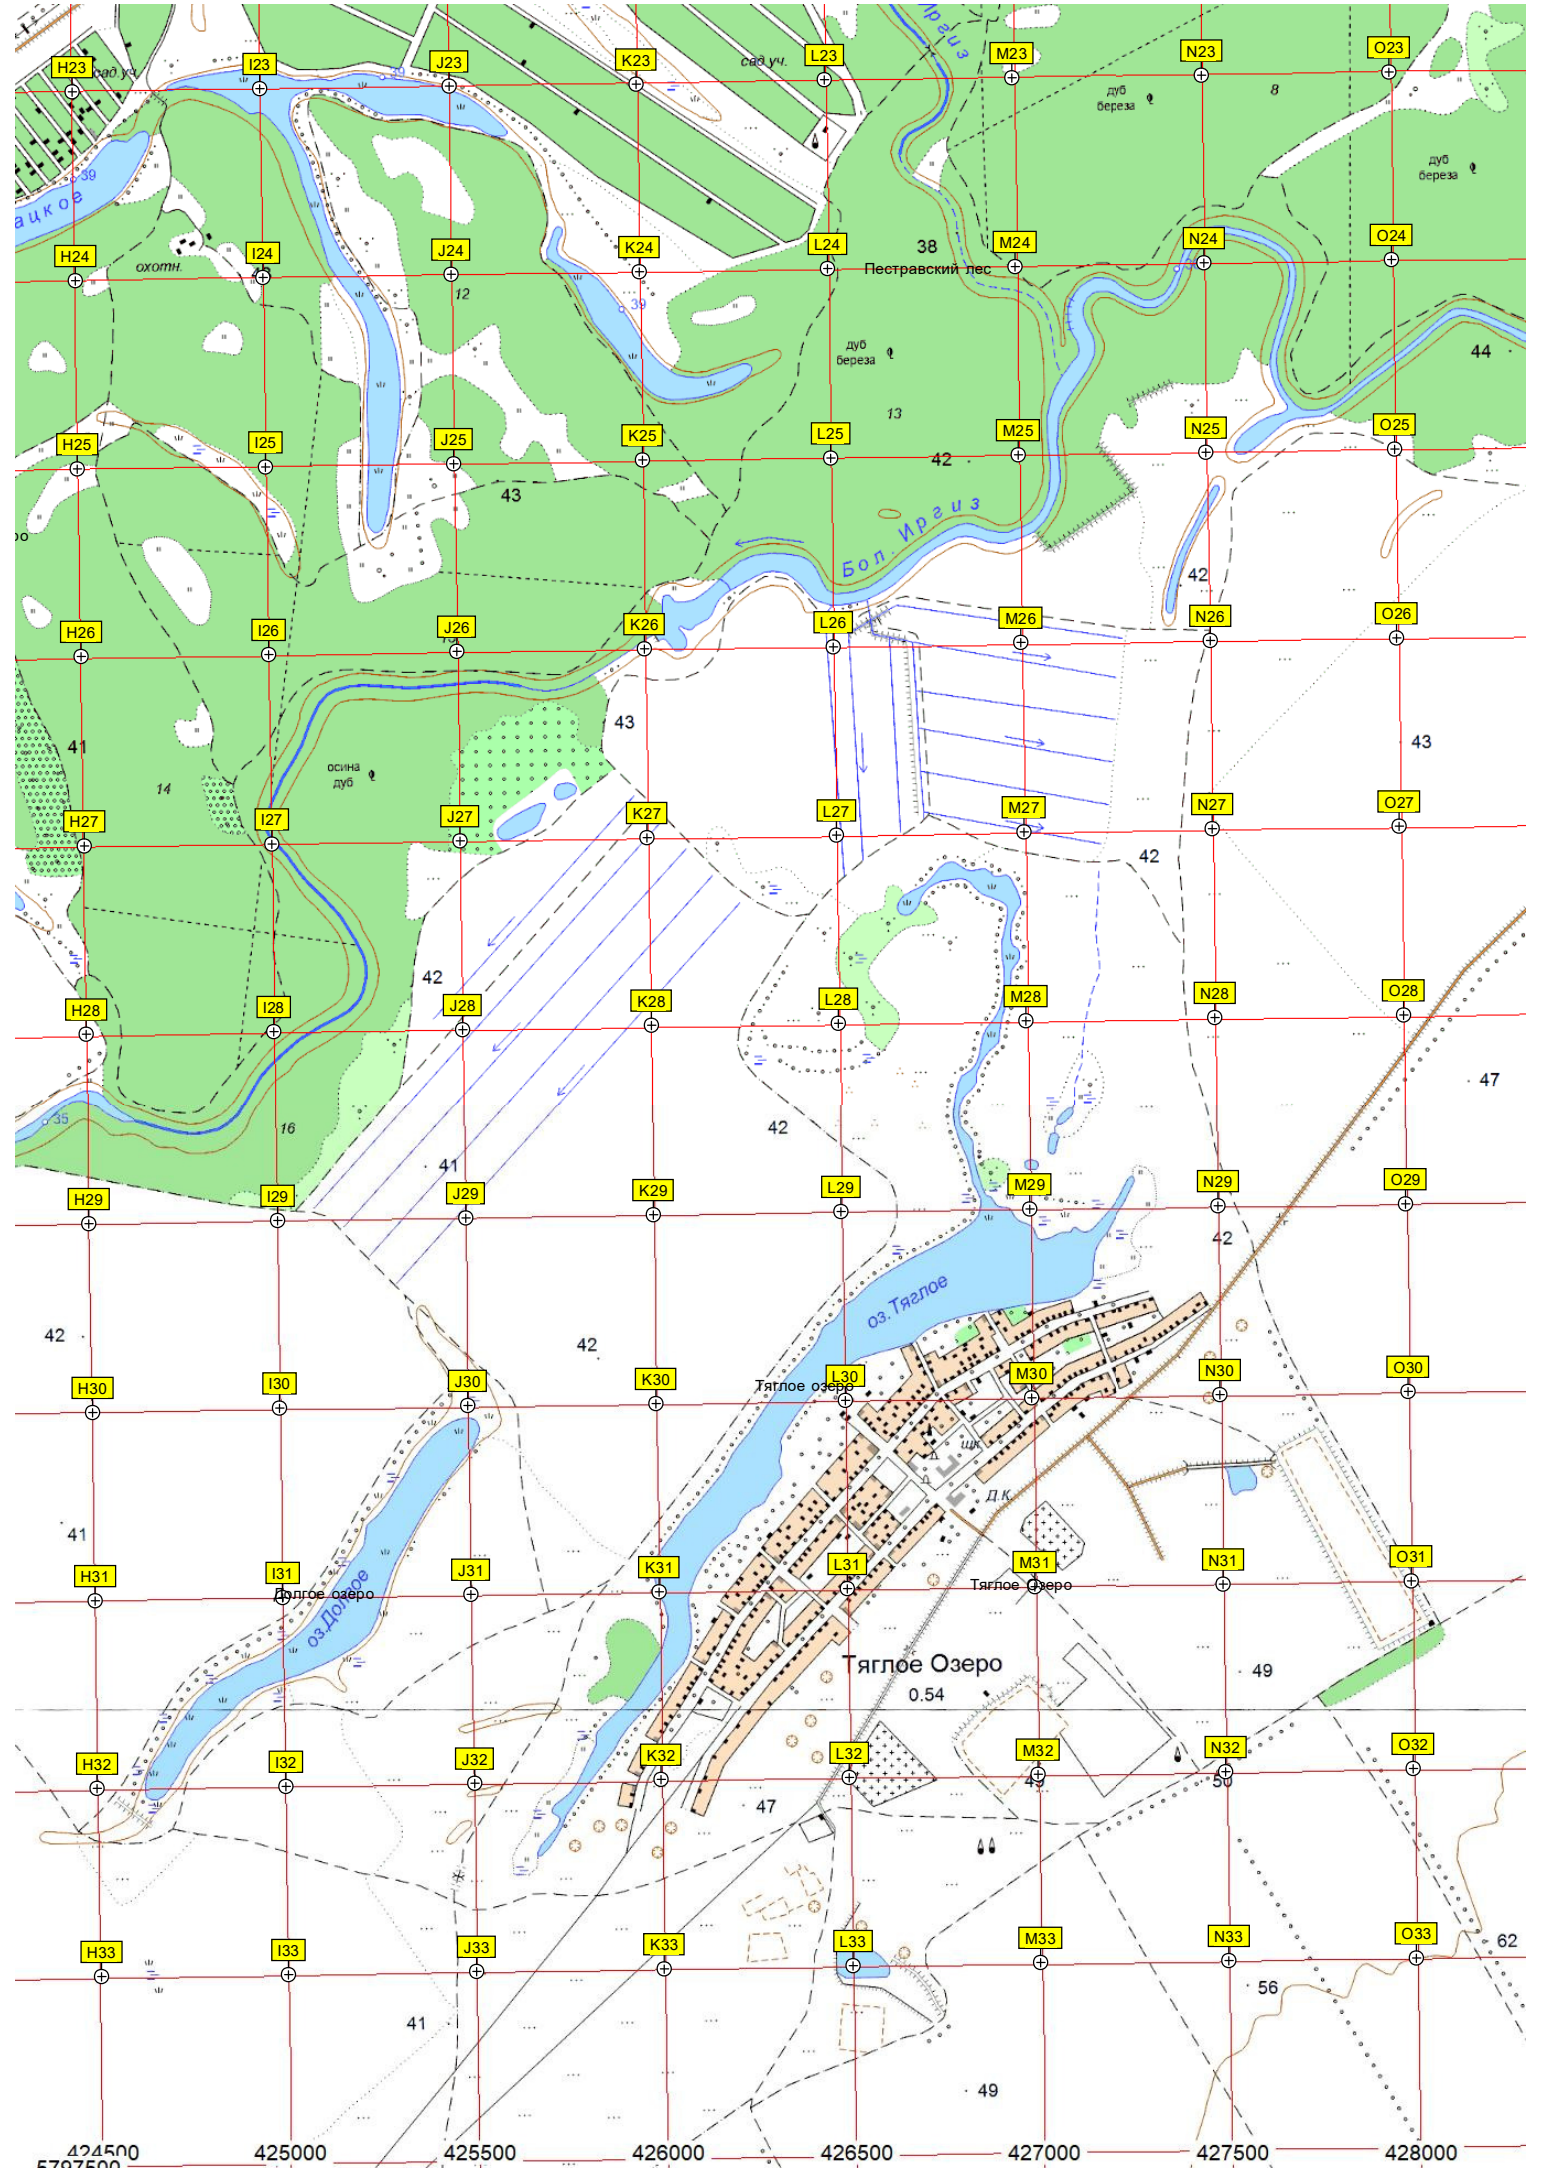 Иргиз
H23 I23 J23 K23 L23 M23 N23 O23
сад.уч. 39 сад.уч. дуб береза 8
дуб береза
39
ацкое
H24 I24 J24 K24 L24 M24 N24 O24
охотн. 38
Пестравский лес
12 39
дуб береза 44
13
H25 I25 J25 K25 L25 M25 N25 O25
43 42
Бол. Иргиз
42
H26 I26 J26 K26 L26 M26 N26 O26
43
41 43
осина дуб
14
H27 I27 J27 K27 L27 M27 N27 O27
42
42
H28 I28 J28 K28 L28 M28 N28 O28
47
35 16 42
41
H29 I29 J29 K29 L29 M29 N29 O29
42
оз.Тяглое
42 42
H30 I30 J30 K30 L30 M30 N30 O30
Тяглое озеро
шк.
Д.К.
41
H31 I31 J31 K31 L31 M31 N31 O31
Долгое озеро Тяглое Озеро
оз.Долгое
Тяглое Озеро
0.54
49
H32 I32 J32 K32 L32 M32 N32 O32
49 50
47
H33 I33 J33 K33 L33 M33 N33 O33
62
56
41
49
424500 425000 425500 426000 426500 427000 427500 428000
5797500